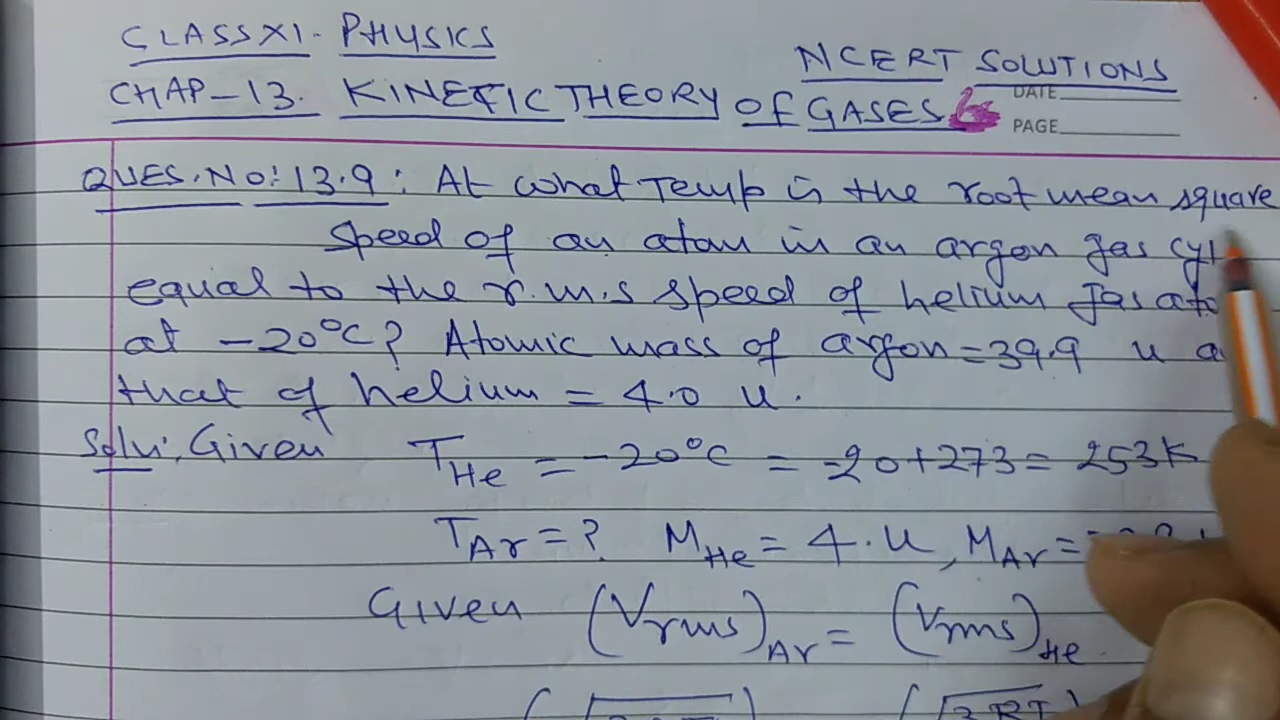 CLASS XI. PHYSICS
NCERT SOLUTIONS
CHAP-13. KINETIC THEORY OF GASES
DATE
PAGE
QUES.NO: 13.9: At what Temp is the root mean square
speed of an atom in an argon gas
equal to the r.m.s speed of helium gas
at -20°C? Atomic mass of argon = 39.9 u
that of helium = 4.0 u.
Solu: Given T_He = -20°C = -20+273 = 253K
T_Ar = ? M_He = 4.u, M_Ar =
Given (Vrms)_Ar = (Vrms)_He